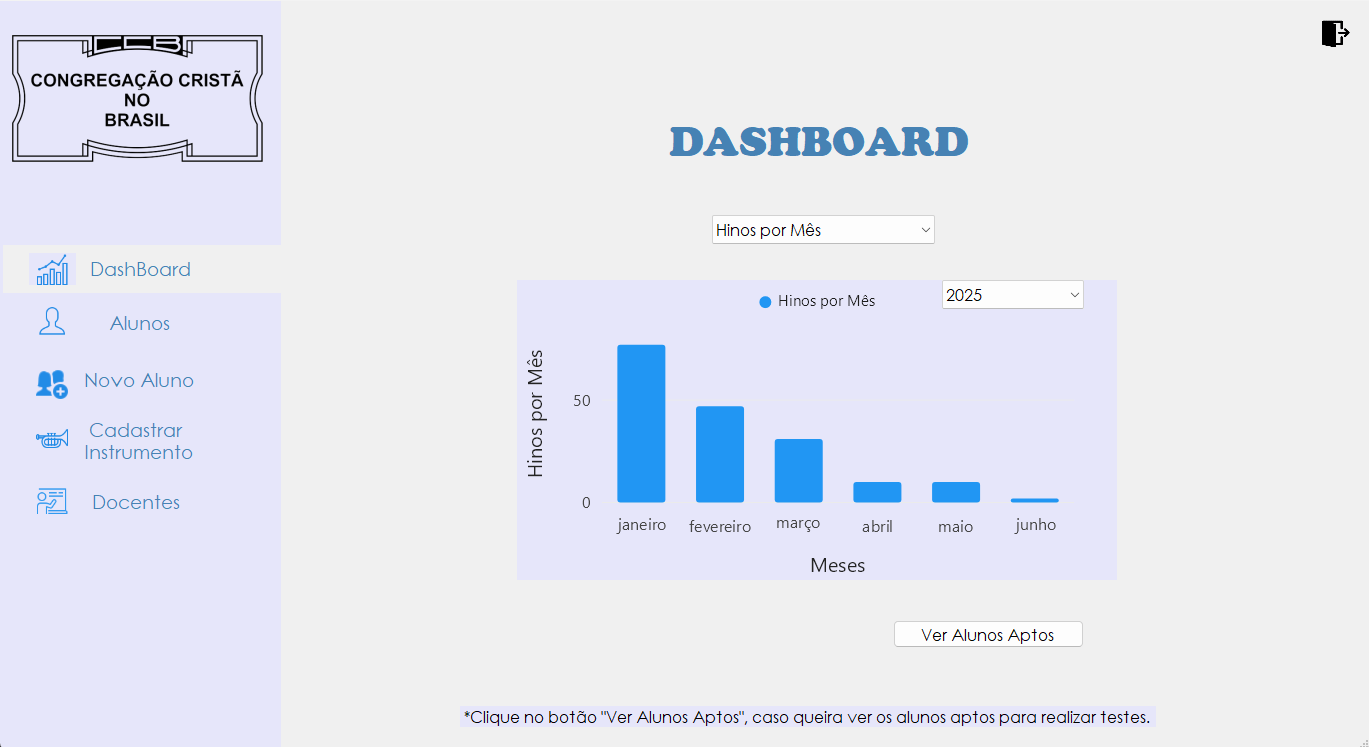 CCB
CONGREGAÇÃO CRISTÃ
NO
BRASIL
DashBoard
Alunos
Novo Aluno
Cadastrar
Instrumento
Docentes
DASHBOARD
Hinos por Mês
Hinos por Mês
2025
Hinos por Mês
50
0
janeiro
fevereiro
março
abril
maio
junho
Meses
Ver Alunos Aptos
*Clique no botão "Ver Alunos Aptos", caso queira ver os alunos aptos para realizar testes.